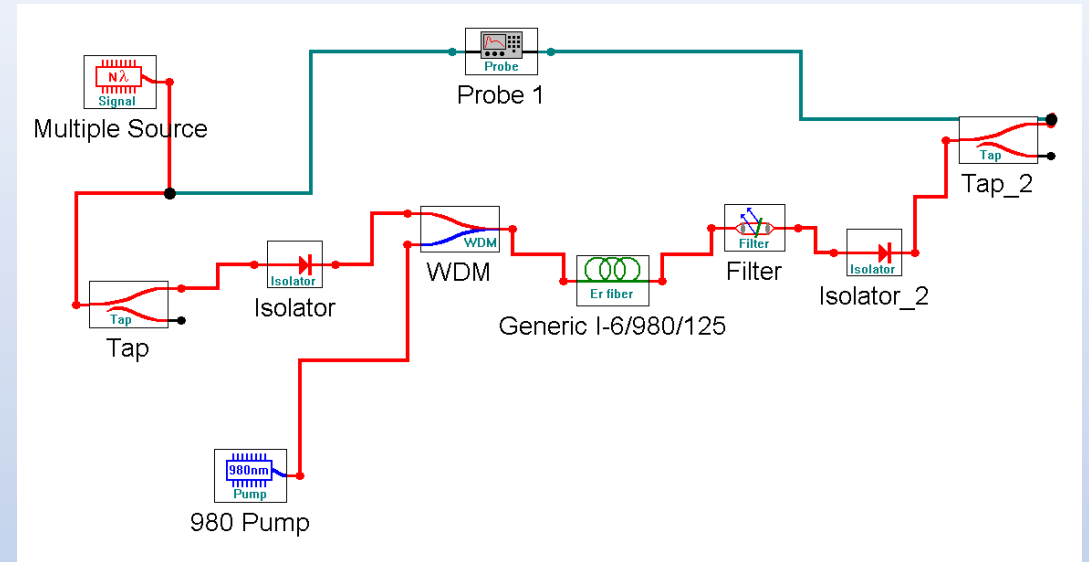 Probe
Probe 1
Nλ
Signal
Multiple Source
Tap
Tap_2
WDM
WDM
Isolator
Isolator
Filter
Filter
Isolator
Isolator_2
Er fiber
Generic I-6/980/125
Tap
Tap
980nm
Pump
980 Pump